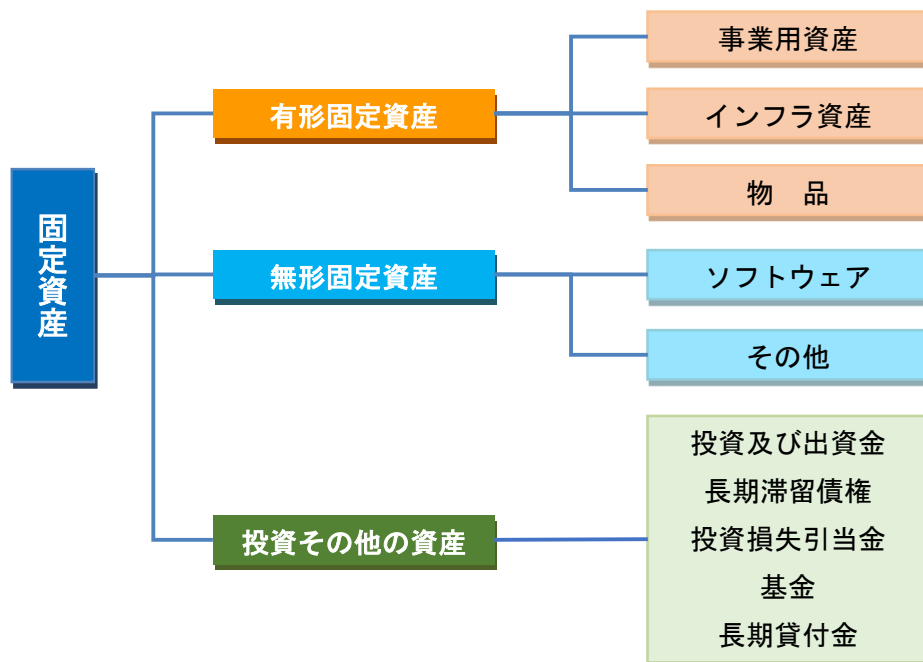 固定資産
有形固定資産
事業用資産
インフラ資産
物　品
無形固定資産
ソフトウェア
その他
投資その他の資産
投資及び出資金
長期滞留債権
投資損失引当金
基金
長期貸付金